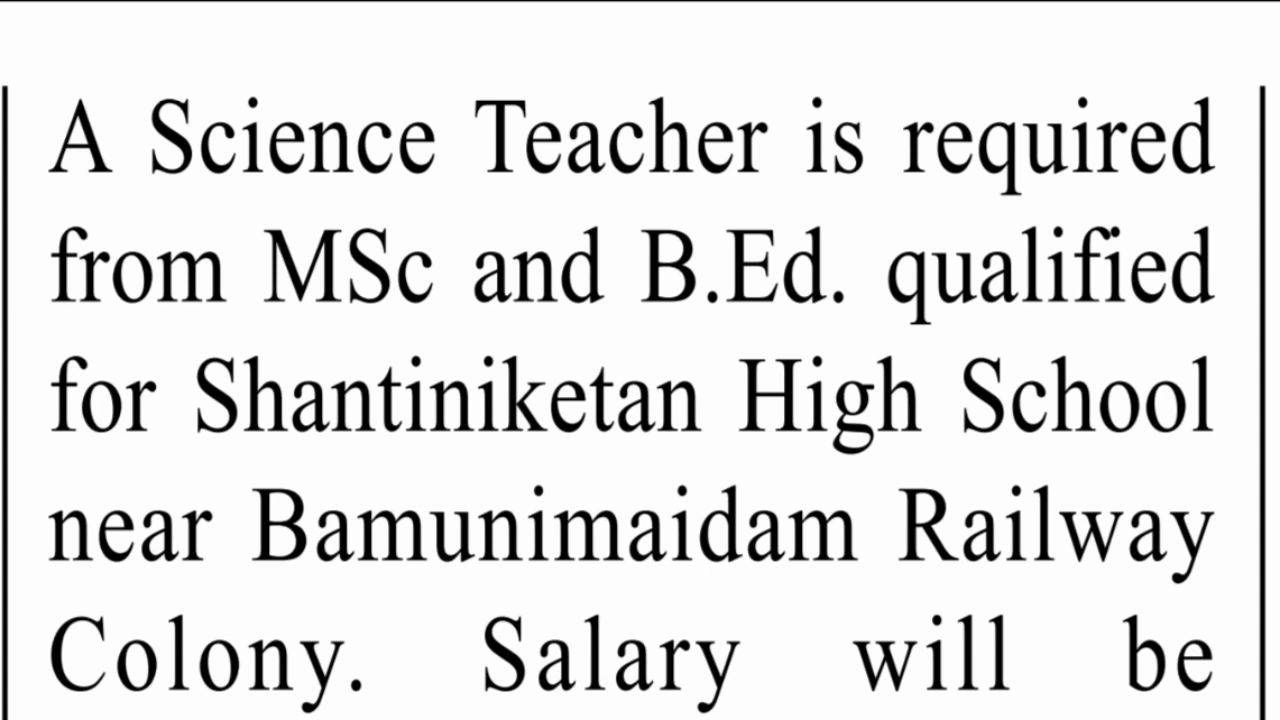 A Science Teacher is required
from MSc and B.Ed. qualified
for Shantiniketan High School
near Bamunimaidam Railway
Colony. Salary will be